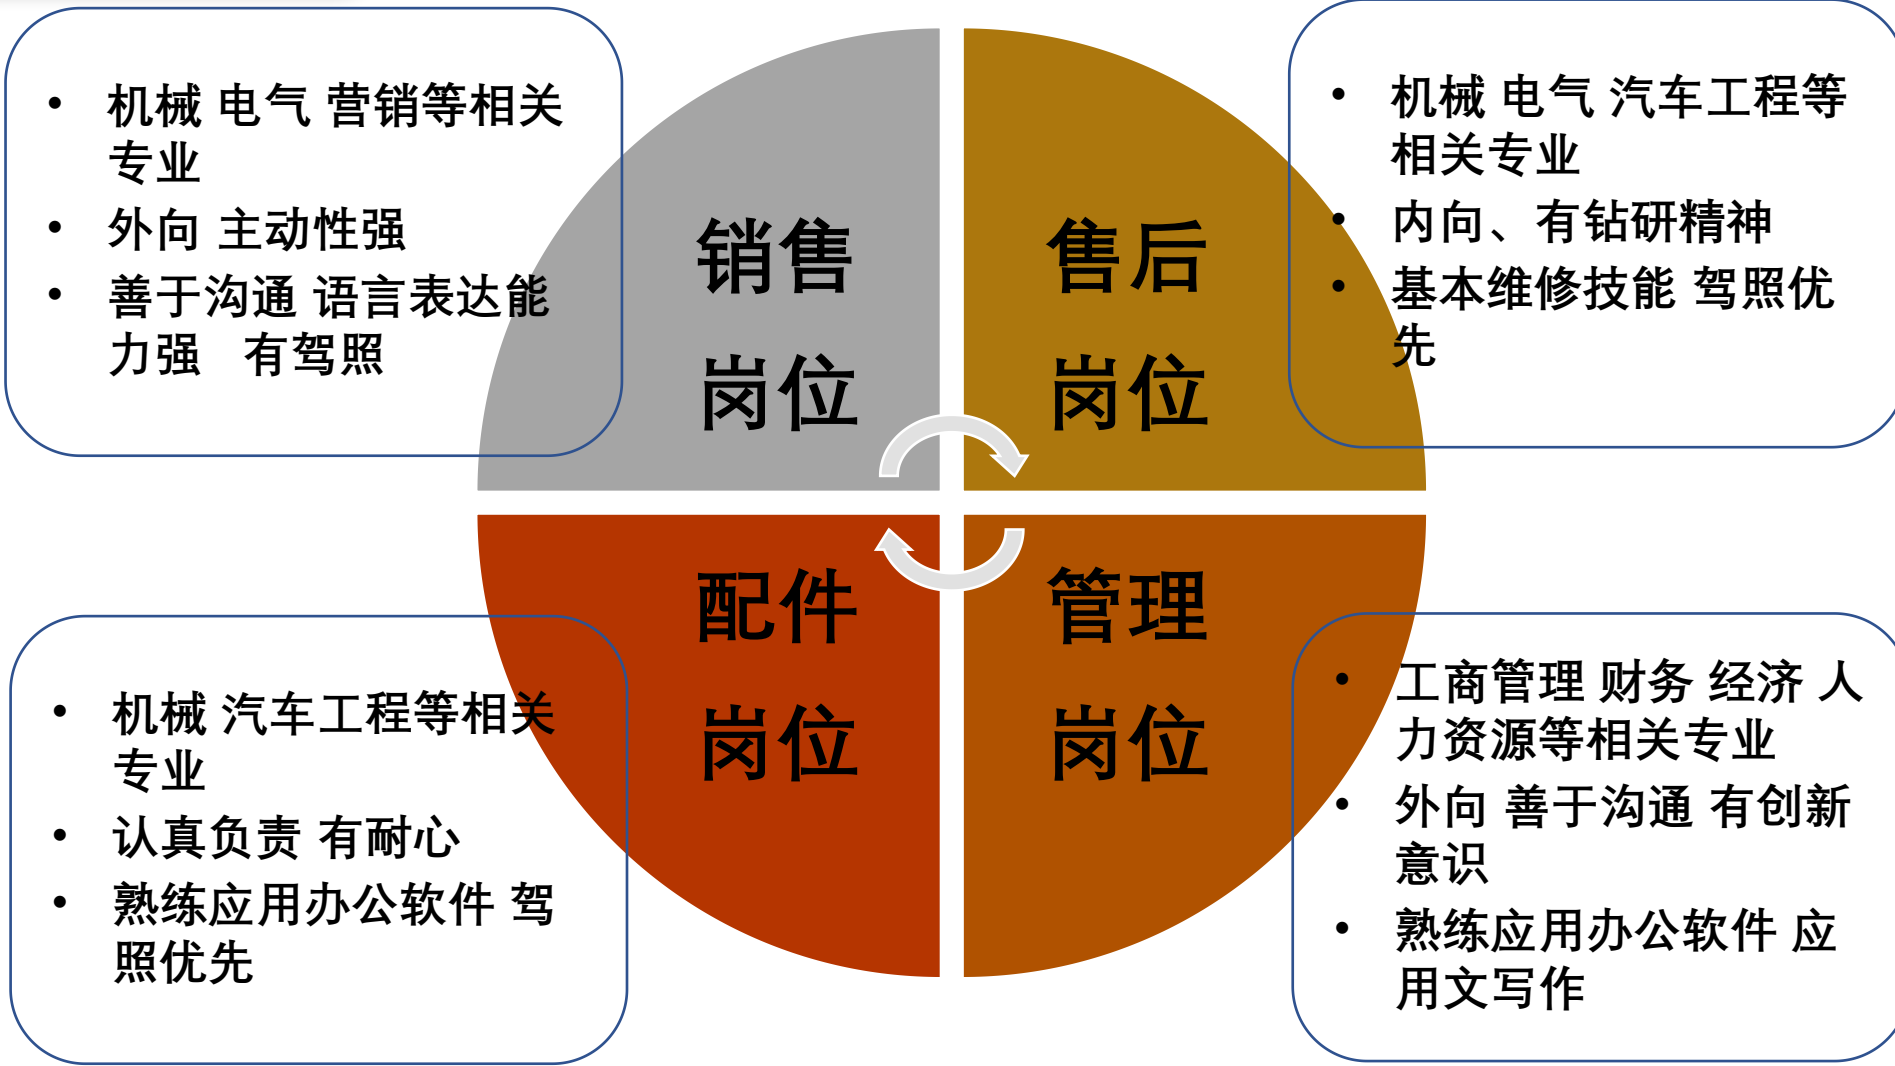 • 机械 电气 营销等相关
专业
• 外向 主动性强
• 善于沟通 语言表达能
力强 有驾照
销售
岗位
售后
岗位
• 机械 电气 汽车工程等
相关专业
• 内向、有钻研精神
• 基本维修技能 驾照优
先
• 机械 汽车工程等相关
专业
• 认真负责 有耐心
• 熟练应用办公软件 驾
照优先
配件
岗位
管理
岗位
• 工商管理 财务 经济 人
力资源等相关专业
• 外向 善于沟通 有创新
意识
• 熟练应用办公软件 应
用文写作